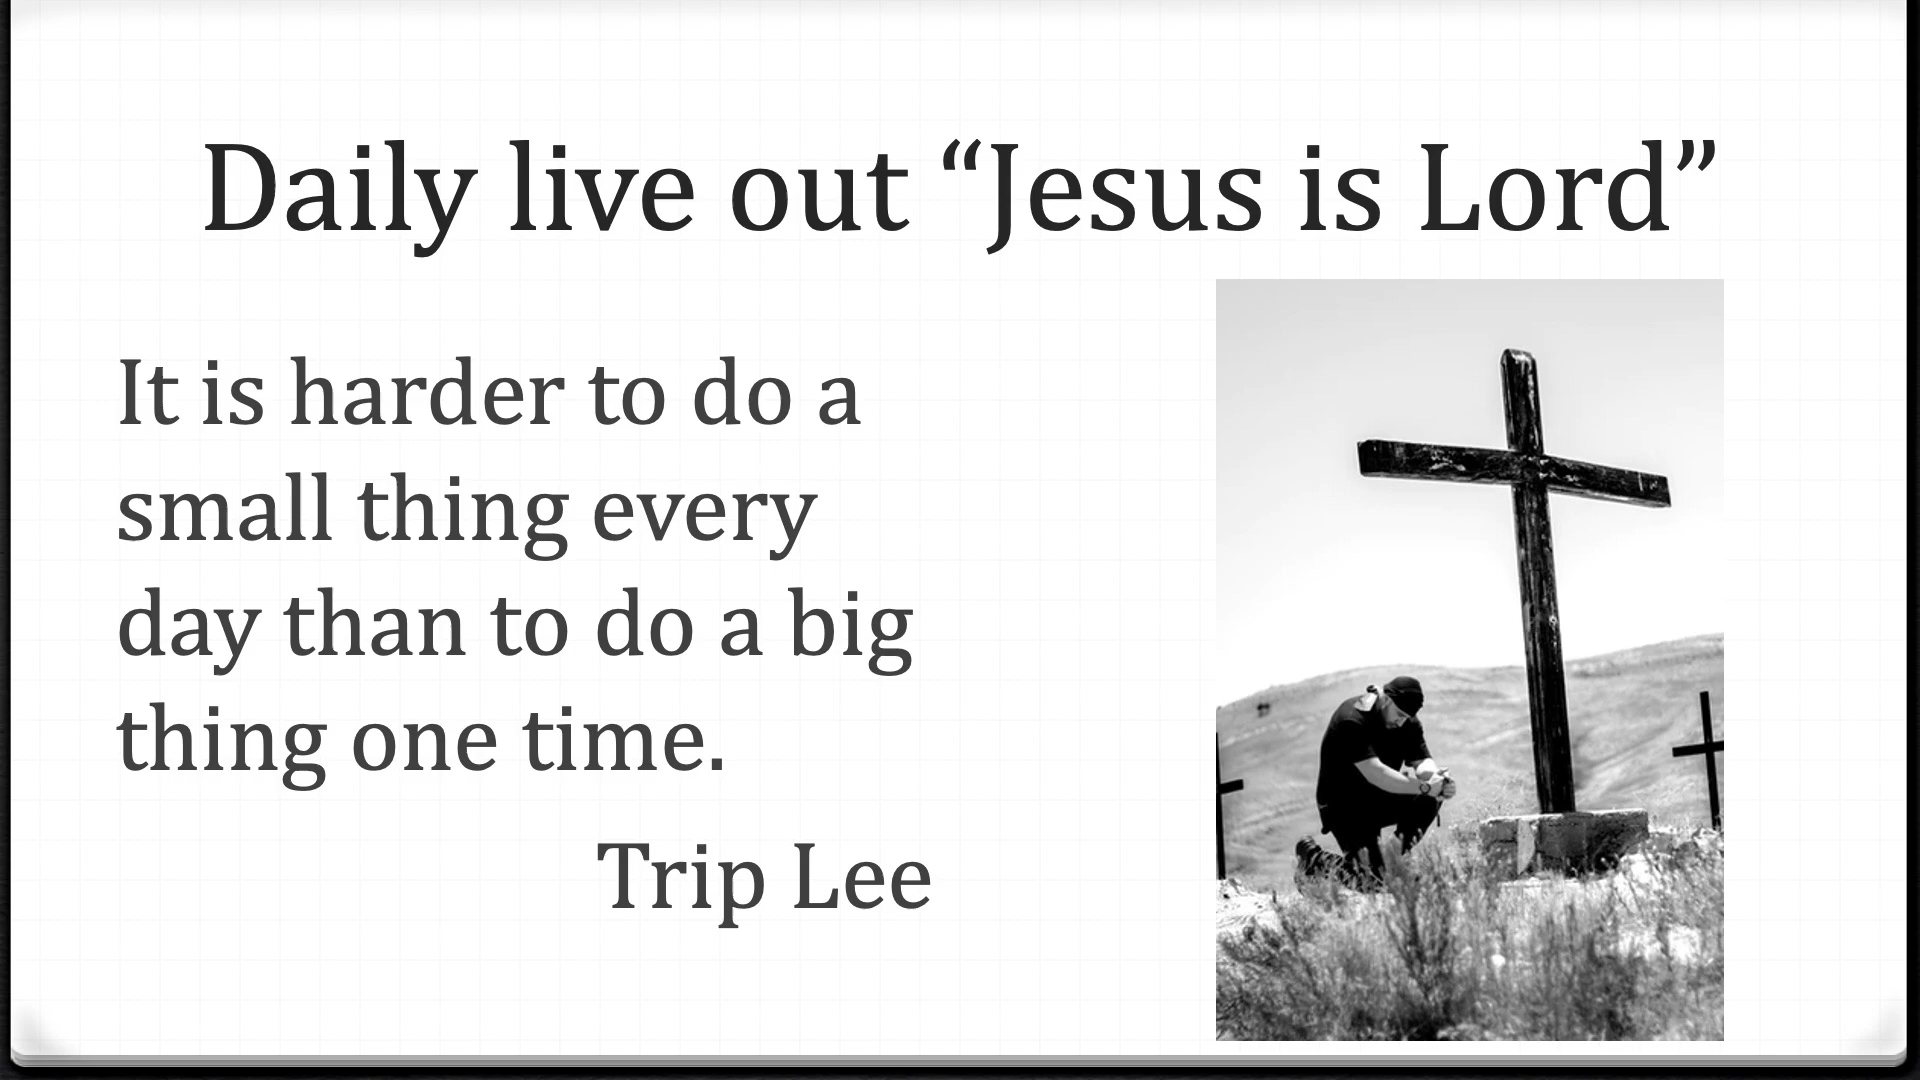 Daily live out “Jesus is Lord”
It is harder to do a
small thing every
day than to do a big
thing one time.
Trip Lee